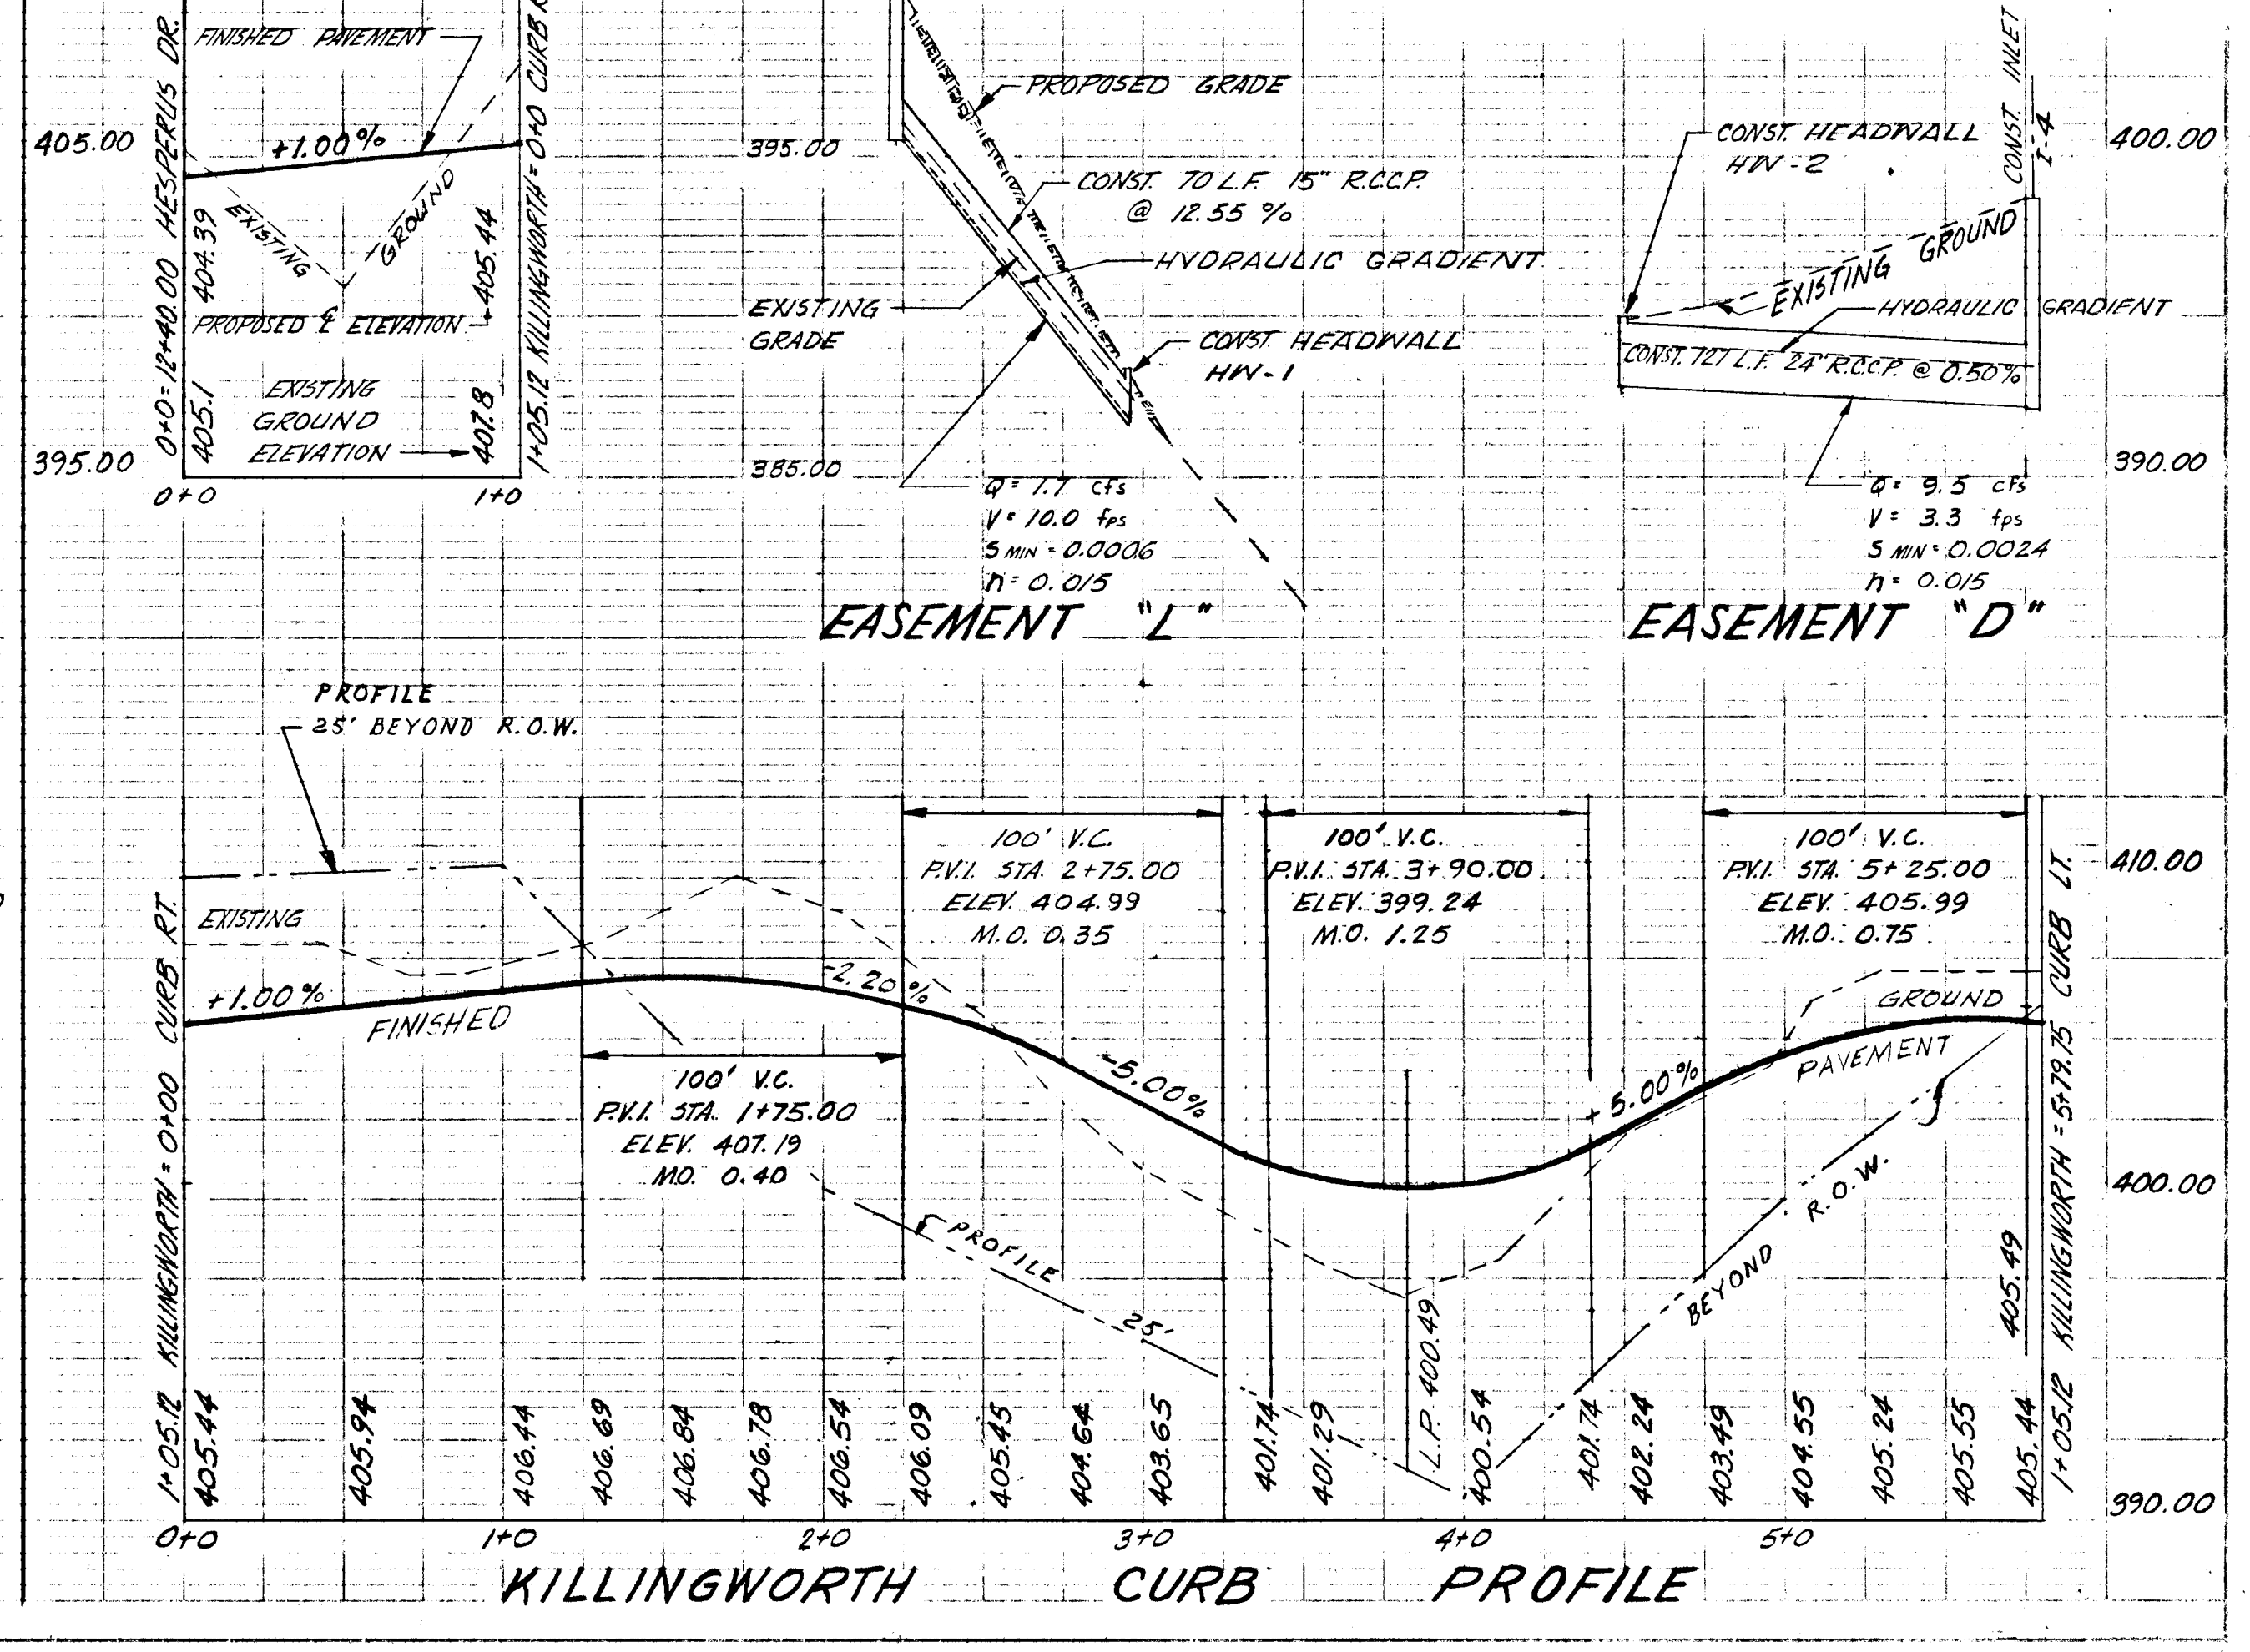 FINISHED PAVEMENT
405.00
+1.00%
0+0 = 12+40.00 HESPERUS DR.
404.39
EXISTING
GROUND
405.44
PROPOSED ℄ ELEVATION
405.1
EXISTING
GROUND
ELEVATION
407.8
1+05.12 KILLINGWORTH = 0+0 CURB
395.00
0+0
1+0
PROPOSED GRADE
395.00
CONST. 70 L.F. 15" R.C.C.P.
@ 12.55 %
HYDRAULIC GRADIENT
EXISTING
GRADE
CONST. HEADWALL
HW-1
385.00
Q = 1.7 cfs
V = 10.0 fps
S MIN = 0.0006
n = 0.015
EASEMENT "L"
CONST. INLET
I-4
CONST. HEADWALL
HW-2
400.00
EXISTING GROUND
HYDRAULIC GRADIENT
CONST. 127 L.F. 24" R.C.C.P. @ 0.50%
390.00
Q = 9.5 cfs
V = 3.3 fps
S MIN = 0.0024
n = 0.015
EASEMENT "D"
PROFILE
25' BEYOND R.O.W.
100' V.C.
P.V.I. STA. 2+75.00
ELEV. 404.99
M.O. 0.35
100' V.C.
P.V.I. STA. 3+90.00
ELEV. 399.24
M.O. 1.25
100' V.C.
P.V.I. STA. 5+25.00
ELEV. 405.99
M.O. 0.75
410.00
EXISTING
+1.00%
FINISHED
-2.20%
GROUND
100' V.C.
P.V.I. STA. 1+75.00
ELEV. 407.19
M.O. 0.40
-5.00%
+5.00%
PAVEMENT
400.00
PROFILE
25'
BEYOND
R.O.W.
1+05.12 KILLINGWORTH = 0+00 CURB RT.
405.44
405.94
406.44
406.69
406.84
406.78
406.54
406.09
405.45
404.64
403.65
401.74
401.29
L.P. 400.49
400.54
401.74
402.24
403.49
404.55
405.24
405.55
405.49
405.44
1+05.12 KILLINGWORTH = 5+79.75 CURB LT.
390.00
0+0
1+0
2+0
3+0
4+0
5+0
KILLINGWORTH CURB PROFILE